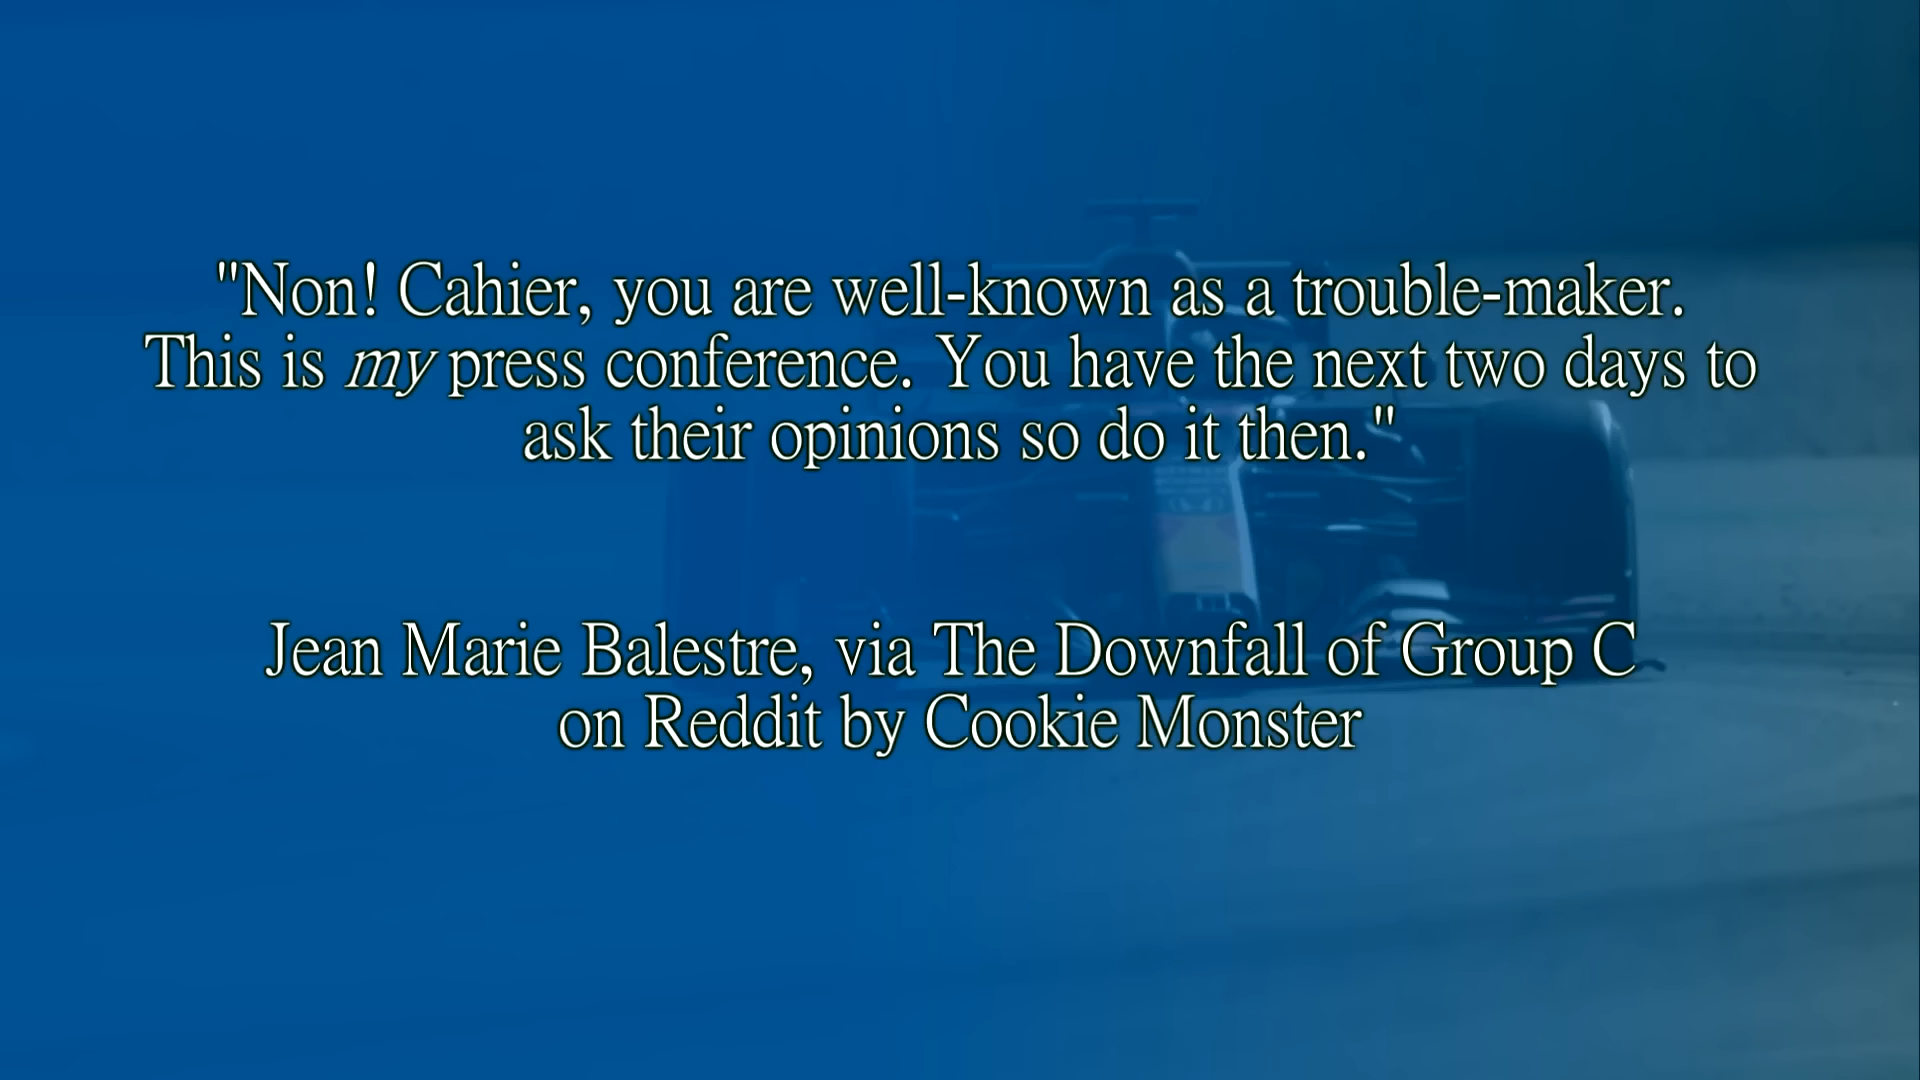 "Non! Cahier, you are well-known as a trouble-maker.
This is my press conference. You have the next two days to
ask their opinions so do it then."
Jean Marie Balestre, via The Downfall of Group C
on Reddit by Cookie Monster